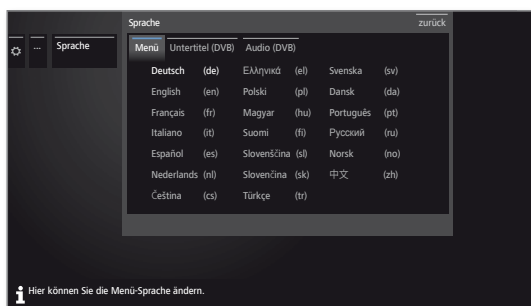 Sprache zurück
... Sprache
Menü Untertitel (DVB) Audio (DVB)
Deutsch (de) Ελληνικά (el) Svenska (sv)
English (en) Polski (pl) Dansk (da)
Français (fr) Magyar (hu) Português (pt)
Italiano (it) Suomi (fi) Русский (ru)
Español (es) Slovenščina (sl) Norsk (no)
Nederlands (nl) Slovenčina (sk) 中文 (zh)
Čeština (cs) Türkçe (tr)
Hier können Sie die Menü-Sprache ändern.